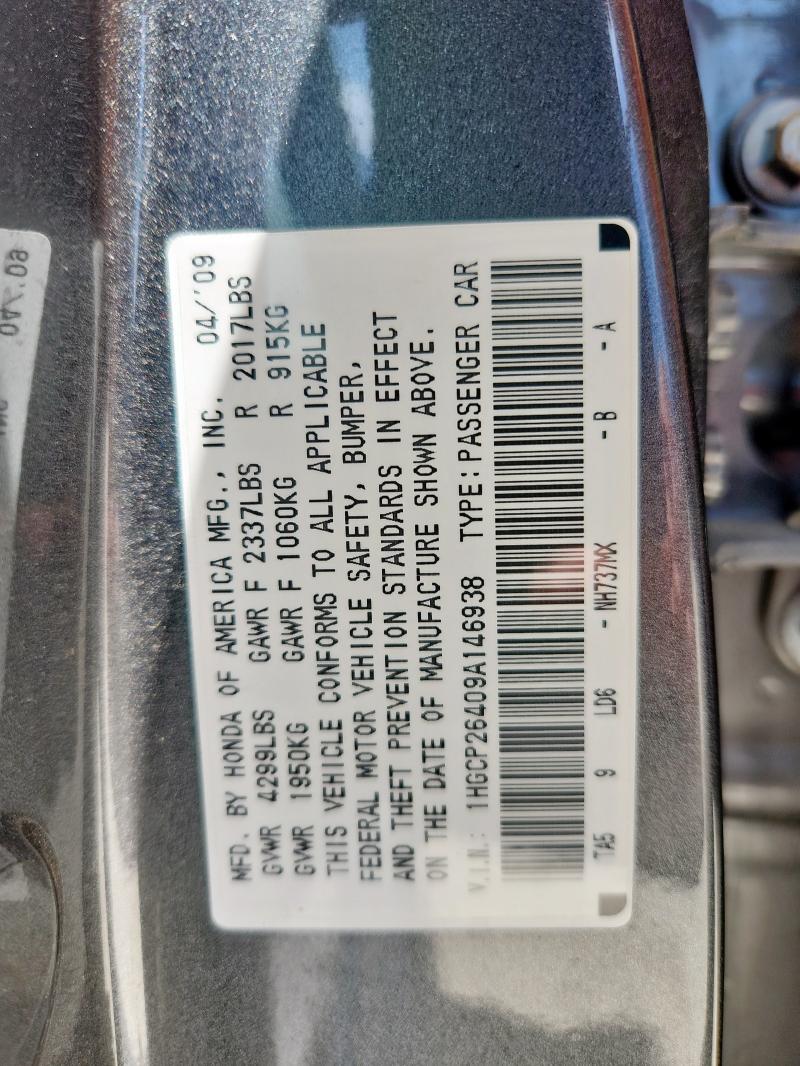 MFD. BY HONDA OF AMERICA MFG., INC. 04/'09
GVWR 4299LBS GAWR F 2337LBS R 2017LBS
GVWR 1950KG GAWR F 1060KG R 915KG
THIS VEHICLE CONFORMS TO ALL APPLICABLE
FEDERAL MOTOR VEHICLE SAFETY, BUMPER,
AND THEFT PREVENTION STANDARDS IN EFFECT
ON THE DATE OF MANUFACTURE SHOWN ABOVE.
V.I.N.: 1HGCP26409A146938 TYPE: PASSENGER CAR
TA5 9 LD6 - NH737MX - B - A